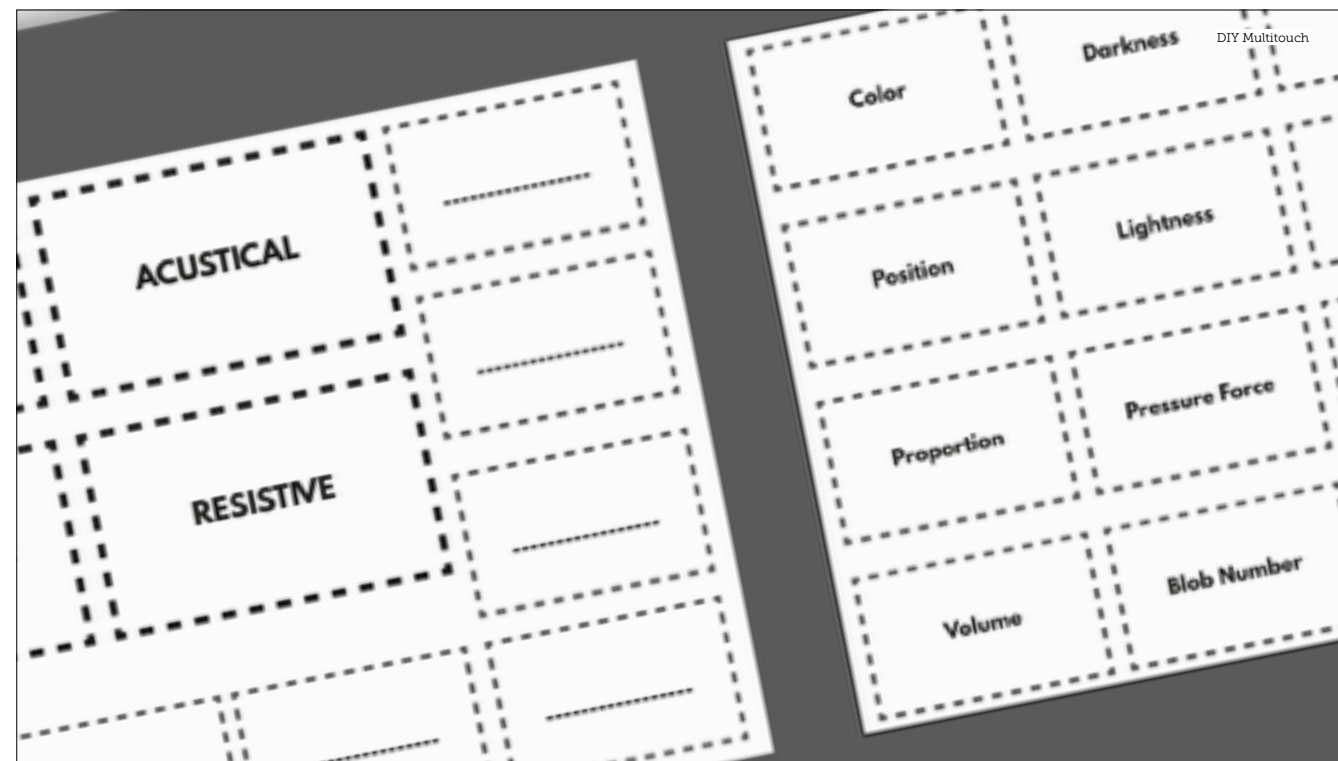 DIY Multitouch
ACUSTICAL
RESISTIVE
Color
Darkness
Position
Lightness
Proportion
Pressure Force
Volume
Blob Number